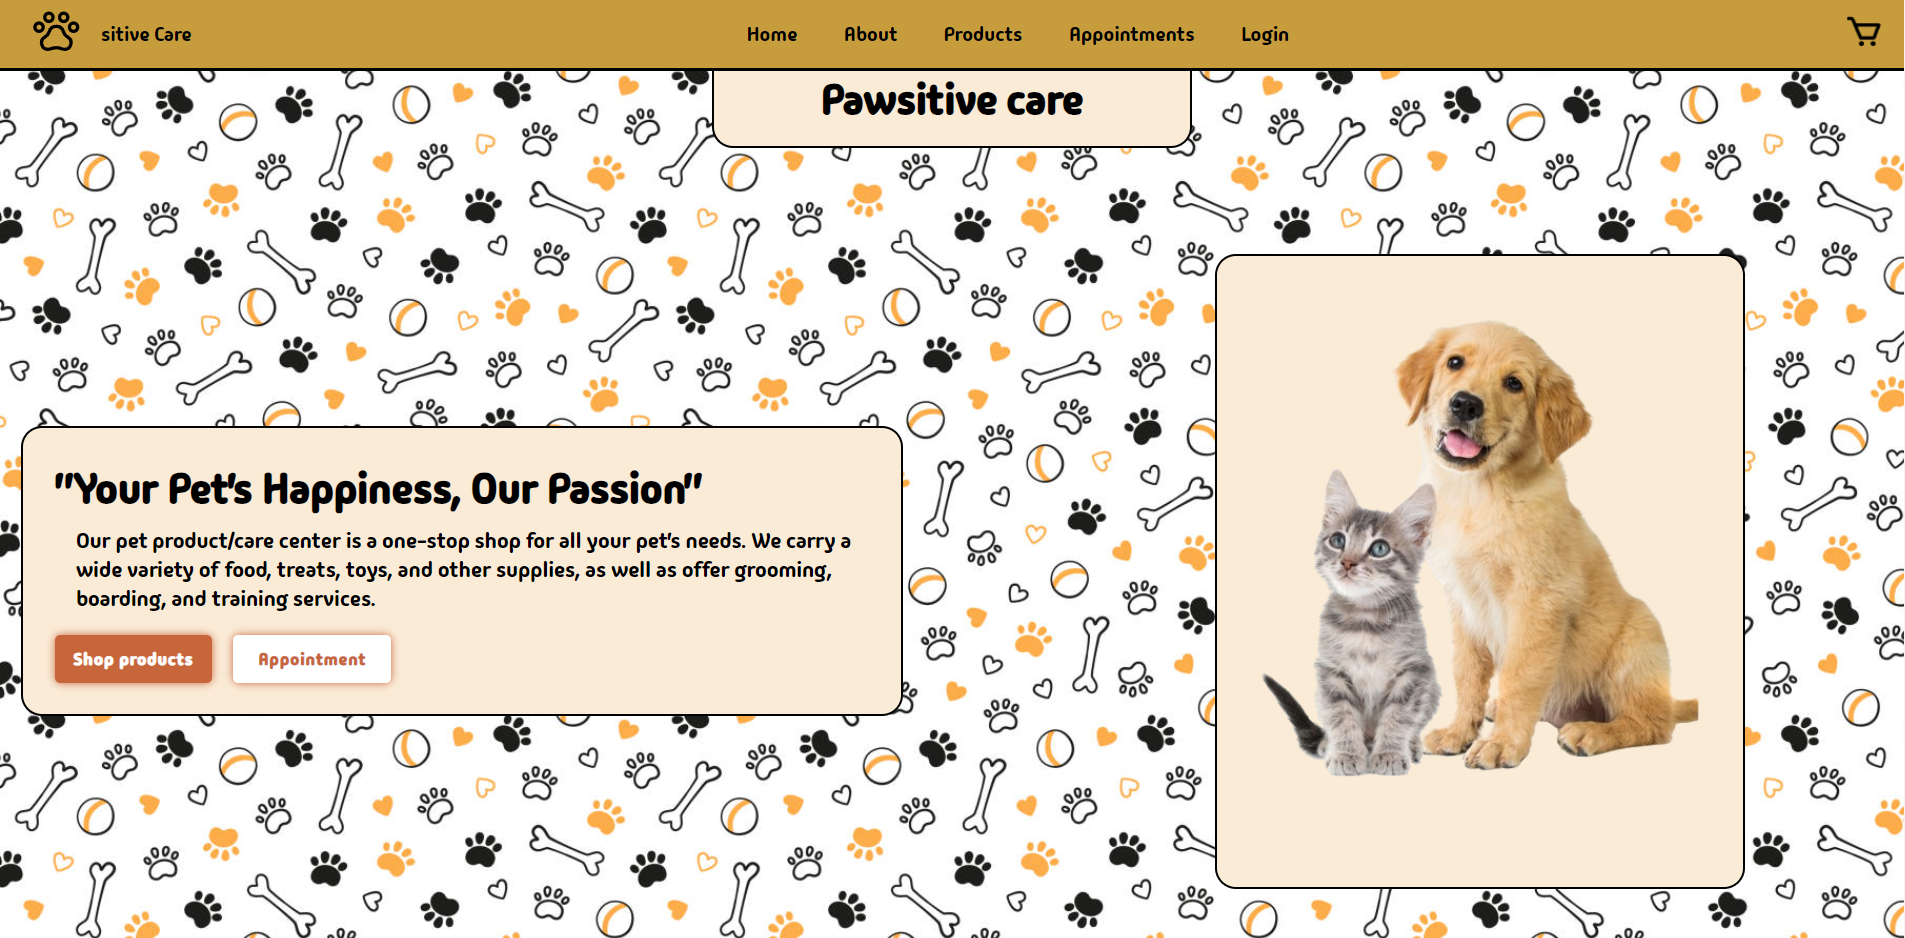 sitive Care
Home
About
Products
Appointments
Login
Pawsitive care
"Your Pet's Happiness, Our Passion"
Our pet product/care center is a one-stop shop for all your pet's needs. We carry a
wide variety of food, treats, toys, and other supplies, as well as offer grooming,
boarding, and training services.
Shop products
Appointment